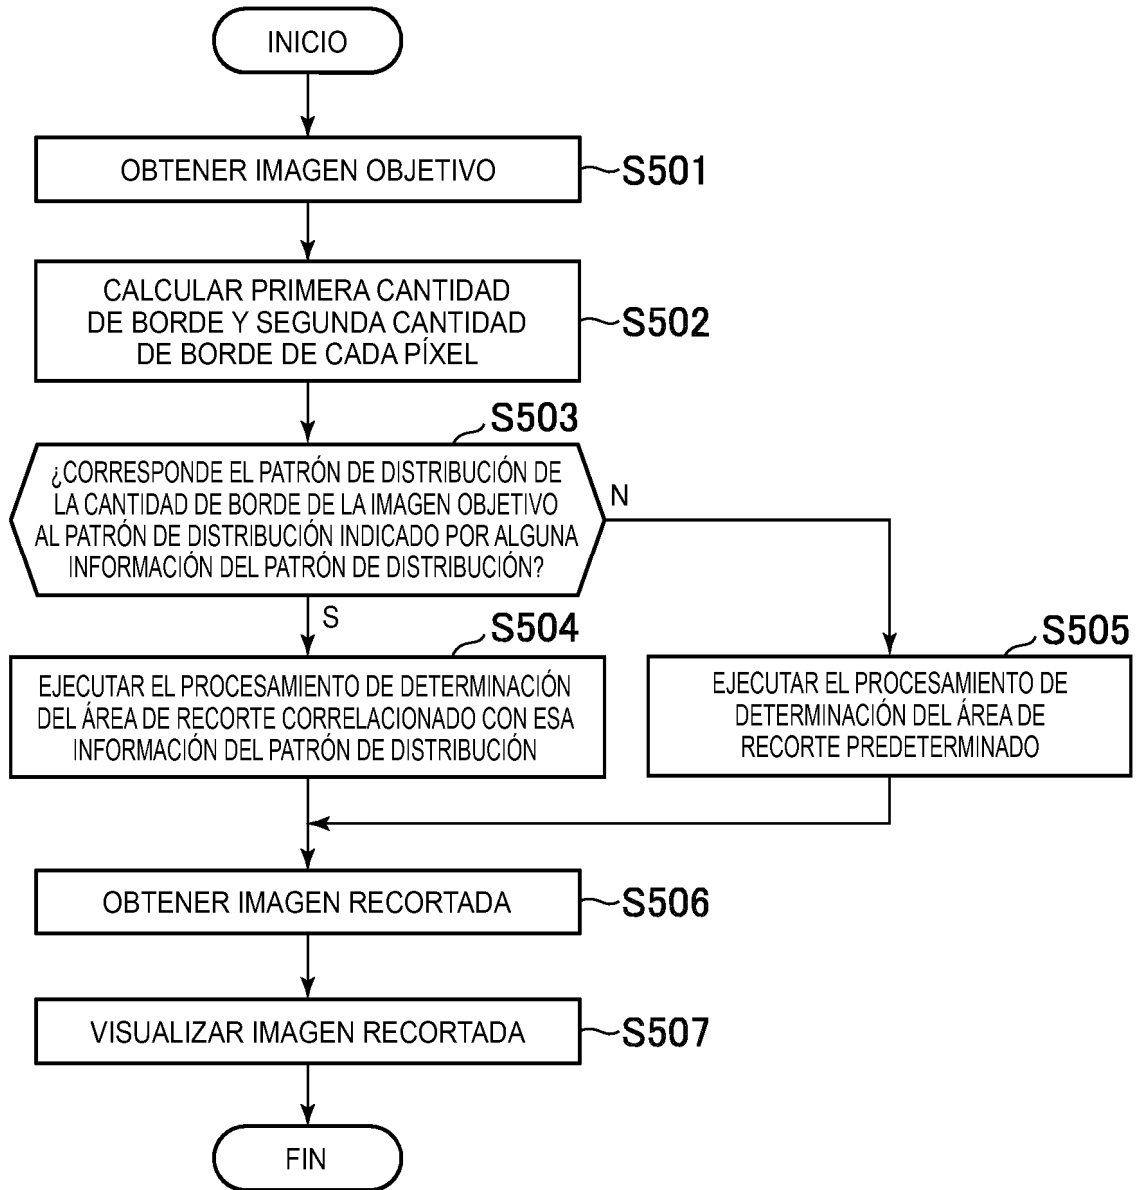 INICIO
OBTENER IMAGEN OBJETIVO
S501
CALCULAR PRIMERA CANTIDAD
DE BORDE Y SEGUNDA CANTIDAD
DE BORDE DE CADA PÍXEL
S502
S503
¿CORRESPONDE EL PATRÓN DE DISTRIBUCIÓN DE
LA CANTIDAD DE BORDE DE LA IMAGEN OBJETIVO
AL PATRÓN DE DISTRIBUCIÓN INDICADO POR ALGUNA
INFORMACIÓN DEL PATRÓN DE DISTRIBUCIÓN?
N
S
S504
EJECUTAR EL PROCESAMIENTO DE DETERMINACIÓN
DEL ÁREA DE RECORTE CORRELACIONADO CON ESA
INFORMACIÓN DEL PATRÓN DE DISTRIBUCIÓN
S505
EJECUTAR EL PROCESAMIENTO DE
DETERMINACIÓN DEL ÁREA DE
RECORTE PREDETERMINADO
OBTENER IMAGEN RECORTADA
S506
VISUALIZAR IMAGEN RECORTADA
S507
FIN